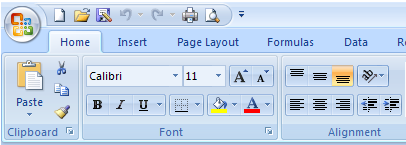 Home Insert Page Layout Formulas Data R
Calibri 11 A A
Paste B I U A
Clipboard Font Alignment